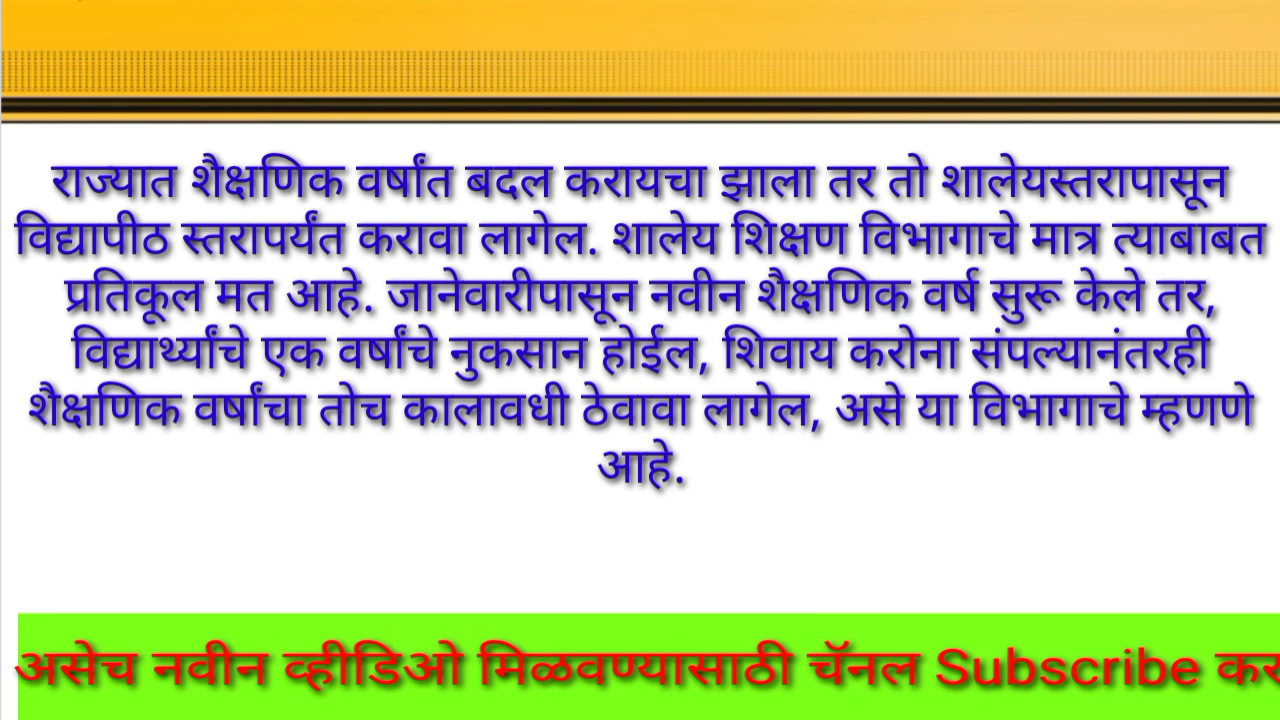 राज्यात शैक्षणिक वर्षांत बदल करायचा झाला तर तो शालेयस्तरापासून
विद्यापीठ स्तरापर्यंत करावा लागेल. शालेय शिक्षण विभागाचे मात्र त्याबाबत
प्रतिकूल मत आहे. जानेवारीपासून नवीन शैक्षणिक वर्ष सुरू केले तर,
विद्यार्थ्यांचे एक वर्षांचे नुकसान होईल, शिवाय करोना संपल्यानंतरही
शैक्षणिक वर्षांचा तोच कालावधी ठेवावा लागेल, असे या विभागाचे म्हणणे
आहे.
असेच नवीन व्हीडिओ मिळवण्यासाठी चॅनल Subscribe